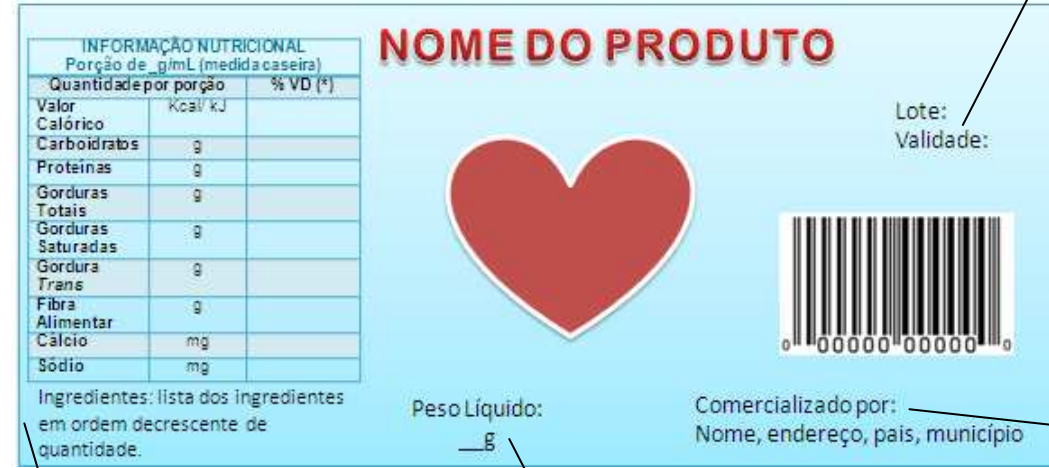 INFORMAÇÃO NUTRICIONAL
Porção de _g/mL (medida caseira)
Quantidade por porção % VD (*)
Valor Calórico Kcal/ kJ
Carboidratos g
Proteínas g
Gorduras Totais g
Gorduras Saturadas g
Gordura Trans g
Fibra Alimentar g
Cálcio mg
Sódio mg
Ingredientes: lista dos ingredientes
em ordem decrescente de
quantidade.
NOME DO PRODUTO
Lote:
Validade:
0 00000 00000 0
Peso Líquido:
__g
Comercializado por:
Nome, endereço, pais, município